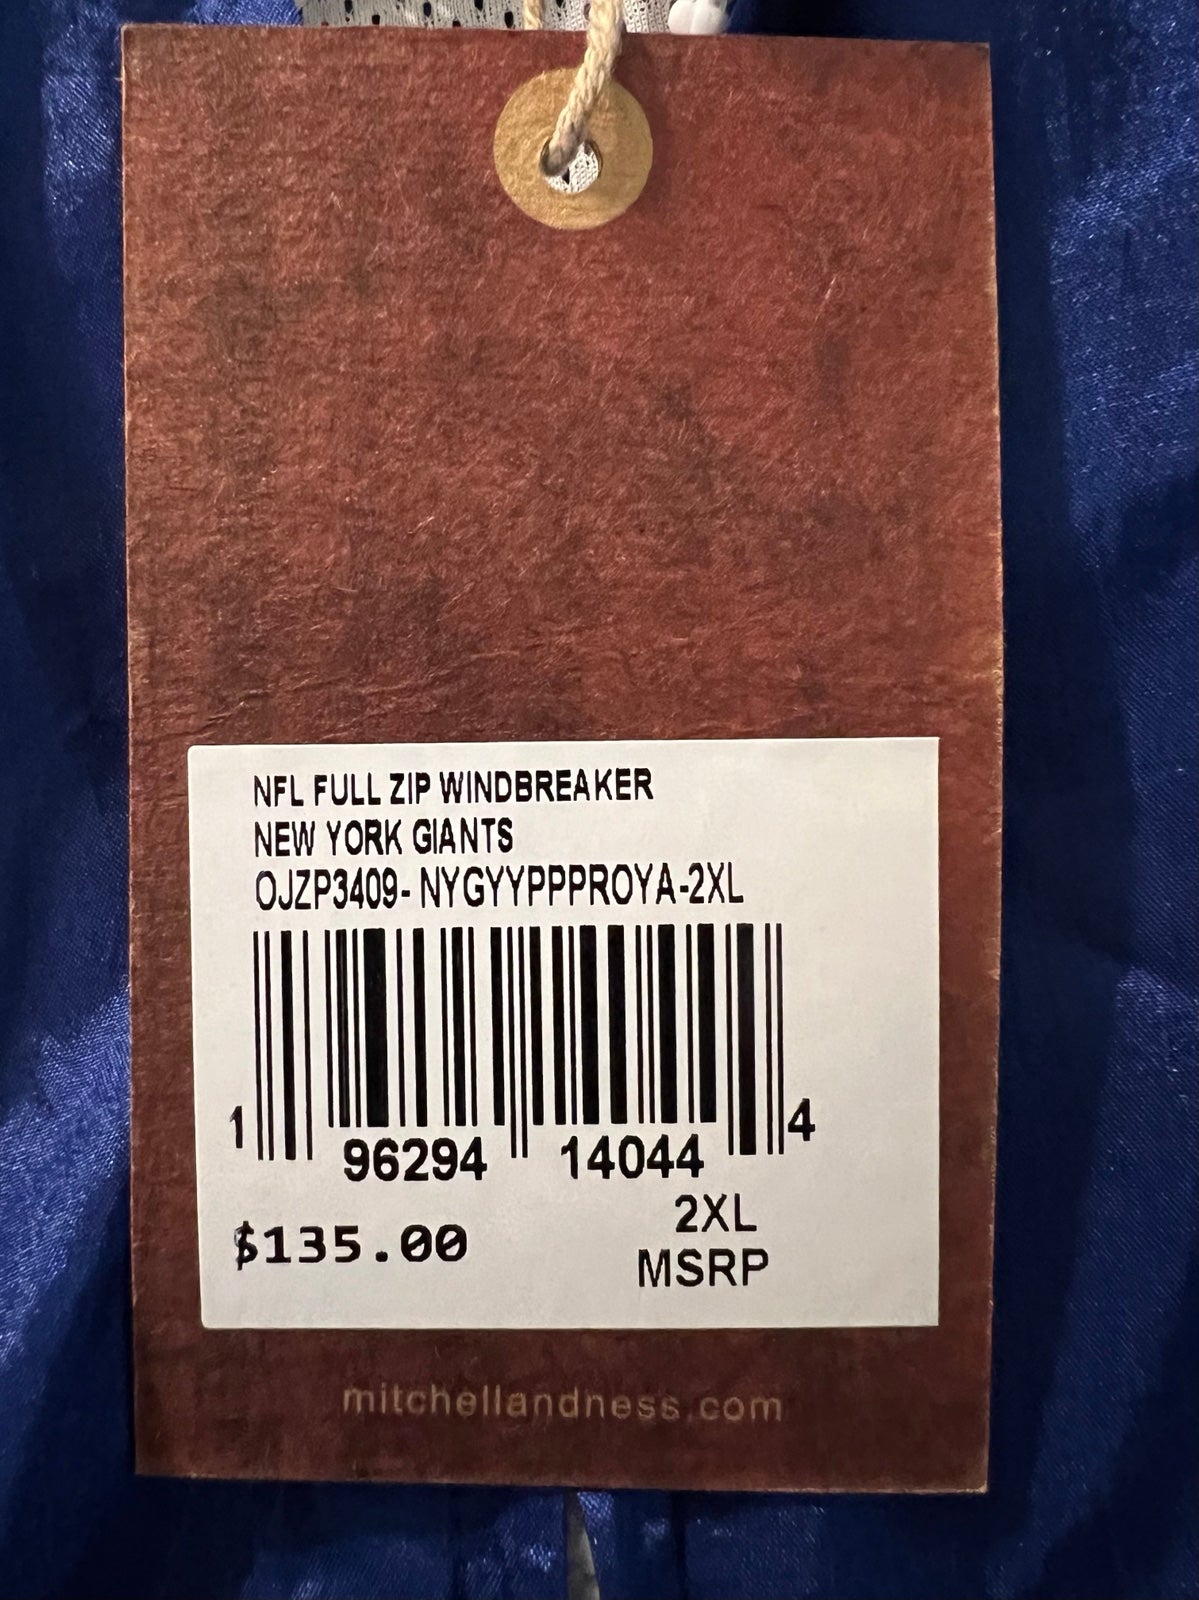 NFL FULL ZIP WINDBREAKER
NEW YORK GIANTS
OJZP3409- NYGYYPPPROYA-2XL
1 96294 14044 4
2XL
$135.00
MSRP
mitchellandness.com